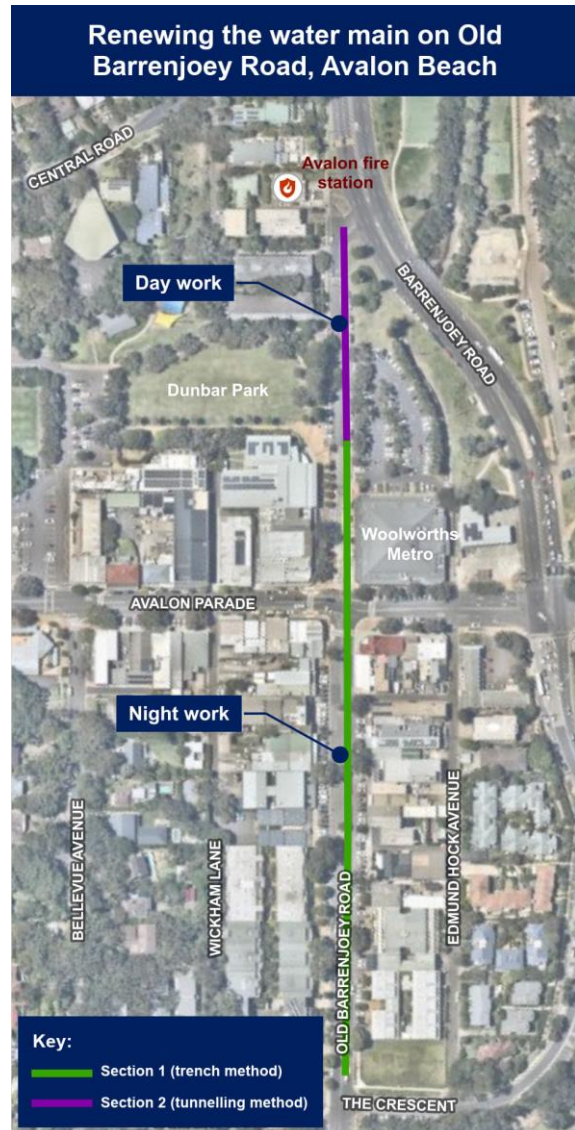 Renewing the water main on Old
Barrenjoey Road, Avalon Beach
CENTRAL ROAD
Avalon fire
station
Day work
BARRENJOEY ROAD
Dunbar Park
Woolworths
Metro
AVALON PARADE
Night work
BELLEVUE AVENUE
WICKHAM LANE
OLD BARRENJOEY ROAD
EDMUND HOCK AVENUE
Key:
Section 1 (trench method)
Section 2 (tunnelling method)
THE CRESCENT